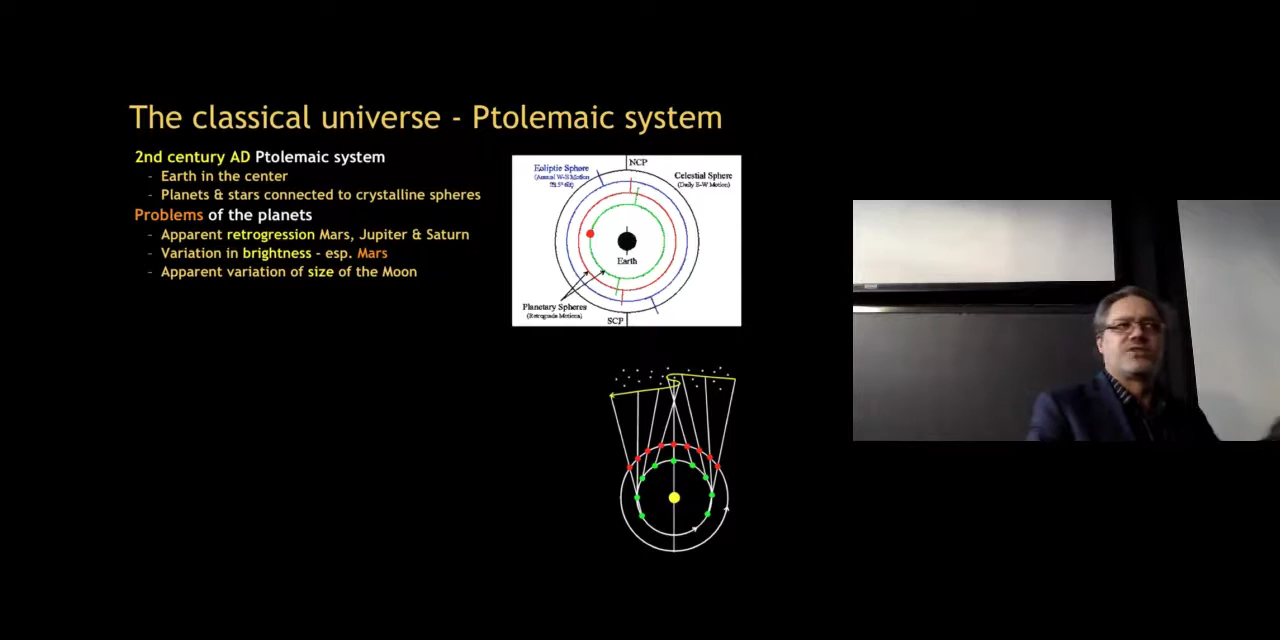 The classical universe - Ptolemaic system
2nd century AD Ptolemaic system
- Earth in the center
- Planets & stars connected to crystalline spheres
Problems of the planets
- Apparent retrogression Mars, Jupiter & Saturn
- Variation in brightness - esp. Mars
- Apparent variation of size of the Moon
NCP
Ecliptic Sphere
(Annual W-E Motion
Celestial Sphere
(Daily E-W Motion)
Earth
Planetary Spheres
(Retrograde Motions)
SCP